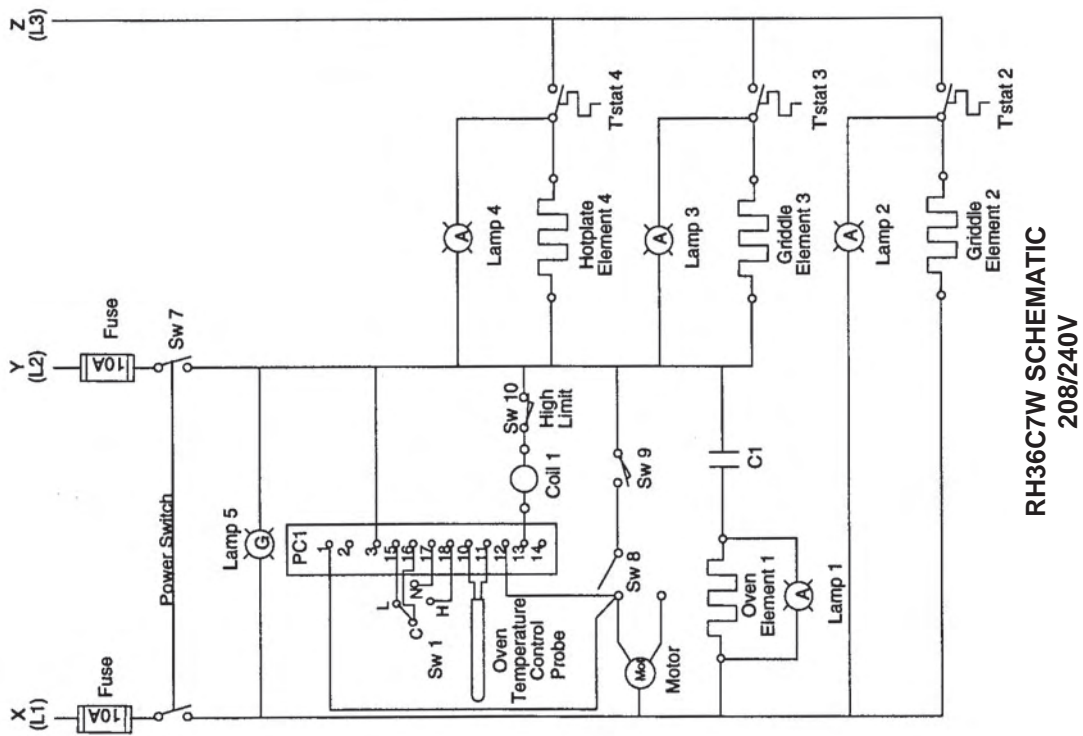 X
(L1)
Y
(L2)
Z
(L3)
10A
Fuse
10A
Fuse
Power Switch
Sw 7
Lamp 5
G
PC1
1
2
3
15
16
17
18
10
11
12
13
14
L
C
N
H
Sw 1
Oven
Temperature
Control
Probe
Coil 1
Sw 10
High
Limit
Sw 8
Sw 9
Motor
Oven
Element 1
A
Lamp 1
C1
A
Lamp 4
Hotplate
Element 4
T'stat 4
A
Lamp 3
Griddle
Element 3
T'stat 3
A
Lamp 2
Griddle
Element 2
T'stat 2
RH36C7W SCHEMATIC
208/240V